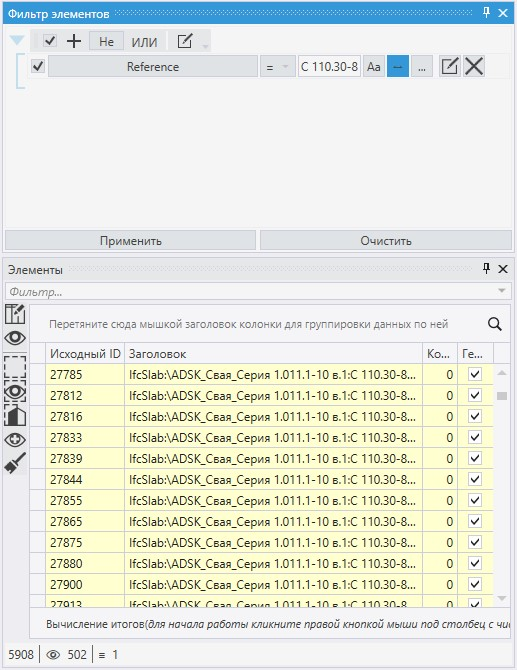 Фильтр элементов
Не ИЛИ
Reference = С 110.30-8 Aa ...
Применить Очистить
Элементы
Фильтр...
Перетяните сюда мышкой заголовок колонки для группировки данных по ней
Исходный ID Заголовок Ко... Ге...
27785 IfcSlab:\ADSK_Свая_Серия 1.011.1-10 в.1:С 110.30-8... 0
27812 IfcSlab:\ADSK_Свая_Серия 1.011.1-10 в.1:С 110.30-8... 0
27816 IfcSlab:\ADSK_Свая_Серия 1.011.1-10 в.1:С 110.30-8... 0
27833 IfcSlab:\ADSK_Свая_Серия 1.011.1-10 в.1:С 110.30-8... 0
27839 IfcSlab:\ADSK_Свая_Серия 1.011.1-10 в.1:С 110.30-8... 0
27844 IfcSlab:\ADSK_Свая_Серия 1.011.1-10 в.1:С 110.30-8... 0
27855 IfcSlab:\ADSK_Свая_Серия 1.011.1-10 в.1:С 110.30-8... 0
27865 IfcSlab:\ADSK_Свая_Серия 1.011.1-10 в.1:С 110.30-8... 0
27875 IfcSlab:\ADSK_Свая_Серия 1.011.1-10 в.1:С 110.30-8... 0
27880 IfcSlab:\ADSK_Свая_Серия 1.011.1-10 в.1:С 110.30-8... 0
27900 IfcSlab:\ADSK_Свая_Серия 1.011.1-10 в.1:С 110.30-8... 0
27913 IfcSlab:\ADSK_Свая_Серия 1.011.1-10 в.1:С 110.30-8... 0
Вычисление итогов(для начала работы кликните правой кнопкой мыши под столбец с чи
5908 502 ≡ 1